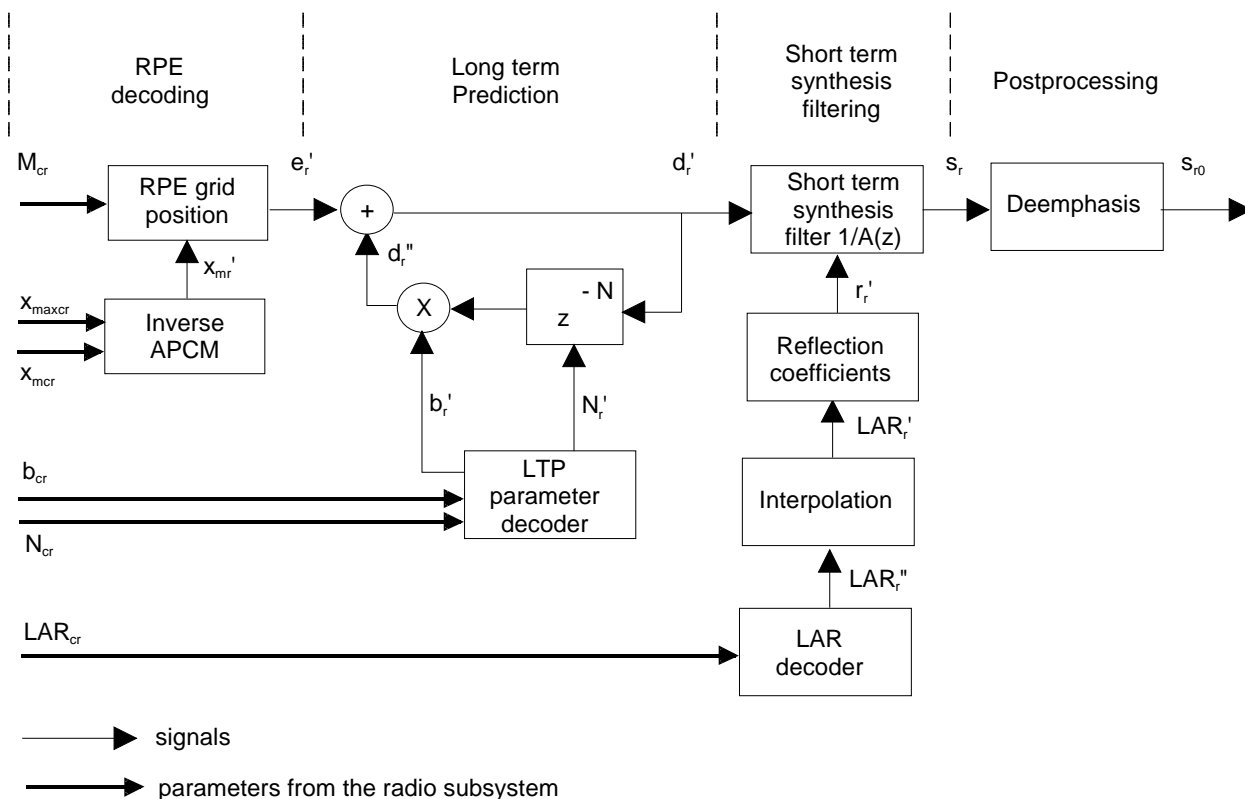 RPE
decoding
Long term
Prediction
Short term
synthesis
filtering
Postprocessing
Mcr
RPE grid
position
er'
+
dr'
Short term
synthesis
filter 1/A(z)
sr
Deemphasis
sr0
xmr'
dr''
X
z - N
rr'
xmaxcr
xmcr
Inverse
APCM
br'
Nr'
Reflection
coefficients
LARr'
bcr
Ncr
LTP
parameter
decoder
Interpolation
LARr''
LARcr
LAR
decoder
signals
parameters from the radio subsystem